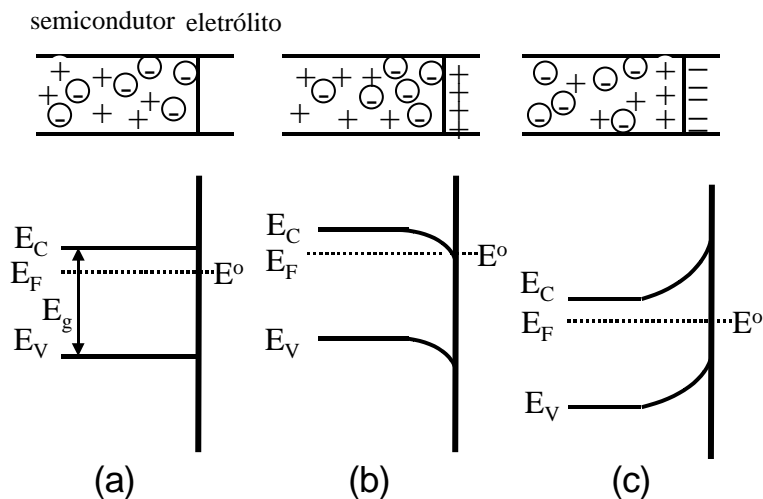 semicondutor eletrólito
E_C
E_F E^o
E_g
E_V
E_C
E_F E^o
E_V
E_C
E_F E^o
E_V
(a) (b) (c)